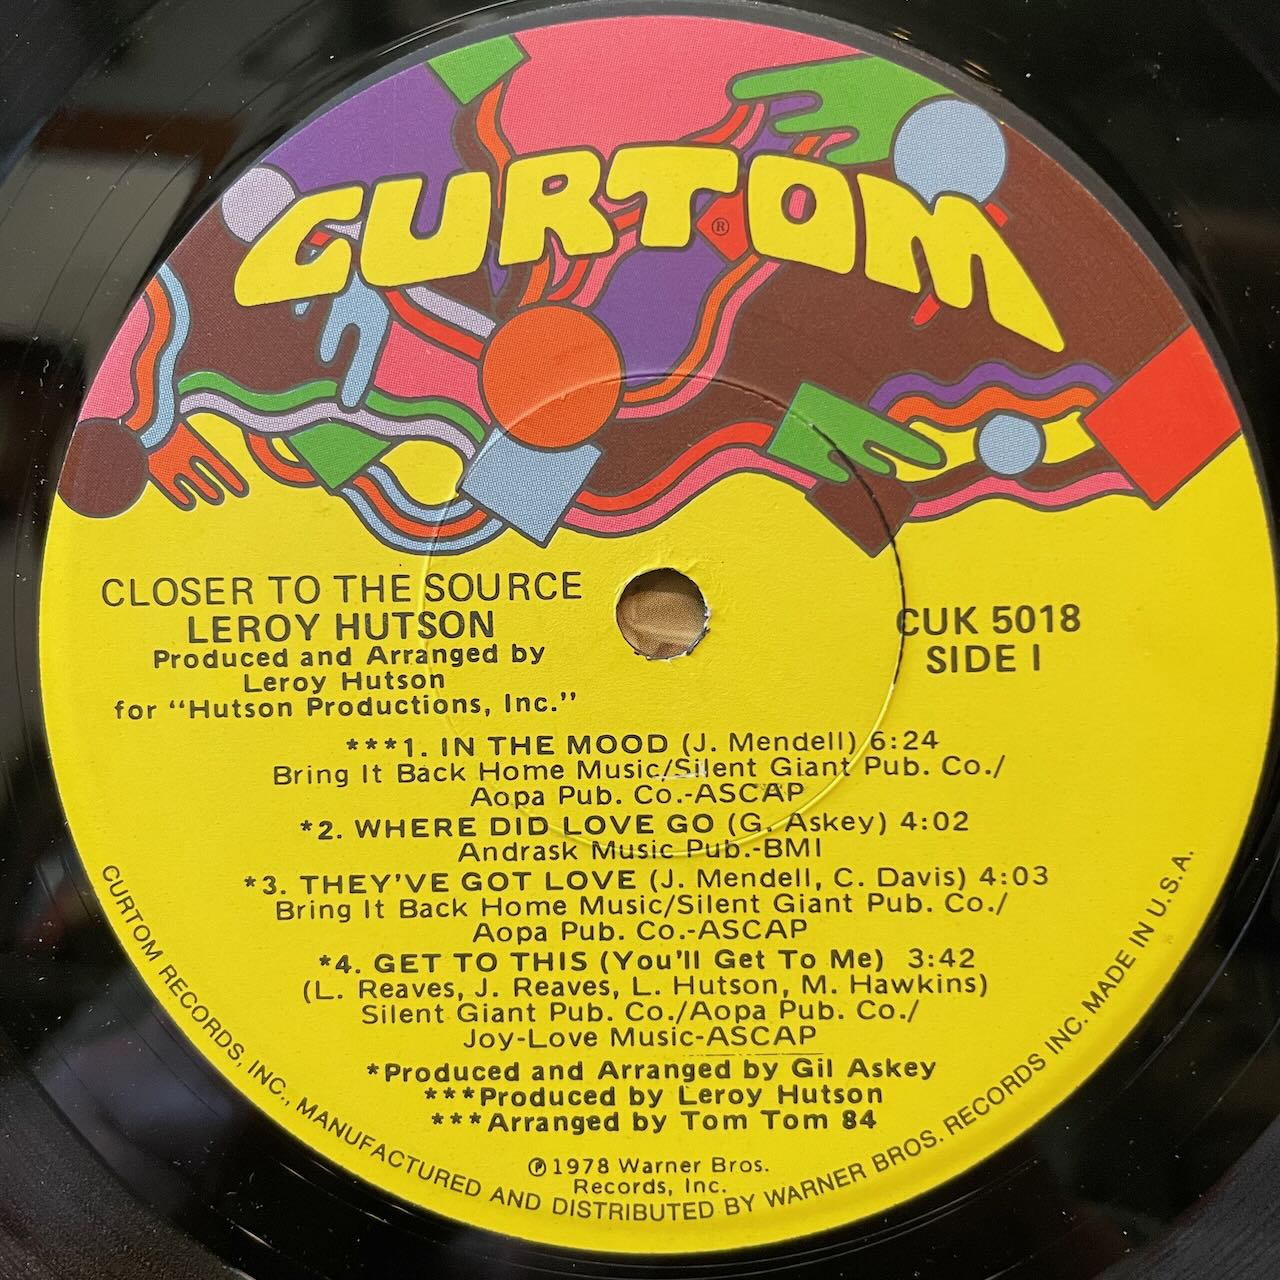 CURTOM
®
CLOSER TO THE SOURCE
LEROY HUTSON
Produced and Arranged by
Leroy Hutson
for “Hutson Productions, Inc.”
CUK 5018
SIDE I
***1. IN THE MOOD (J. Mendell) 6:24
Bring It Back Home Music/Silent Giant Pub. Co./
Aopa Pub. Co.-ASCAP
*2. WHERE DID LOVE GO (G. Askey) 4:02
Andrask Music Pub.-BMI
*3. THEY'VE GOT LOVE (J. Mendell, C. Davis) 4:03
Bring It Back Home Music/Silent Giant Pub. Co./
Aopa Pub. Co.-ASCAP
*4. GET TO THIS (You'll Get To Me) 3:42
(L. Reaves, J. Reaves, L. Hutson, M. Hawkins)
Silent Giant Pub. Co./Aopa Pub. Co./
Joy-Love Music-ASCAP
*Produced and Arranged by Gil Askey
***Produced by Leroy Hutson
***Arranged by Tom Tom 84
℗1978 Warner Bros.
Records, Inc.
CURTOM RECORDS, INC., MANUFACTURED AND DISTRIBUTED BY WARNER BROS. RECORDS INC. MADE IN U.S.A.